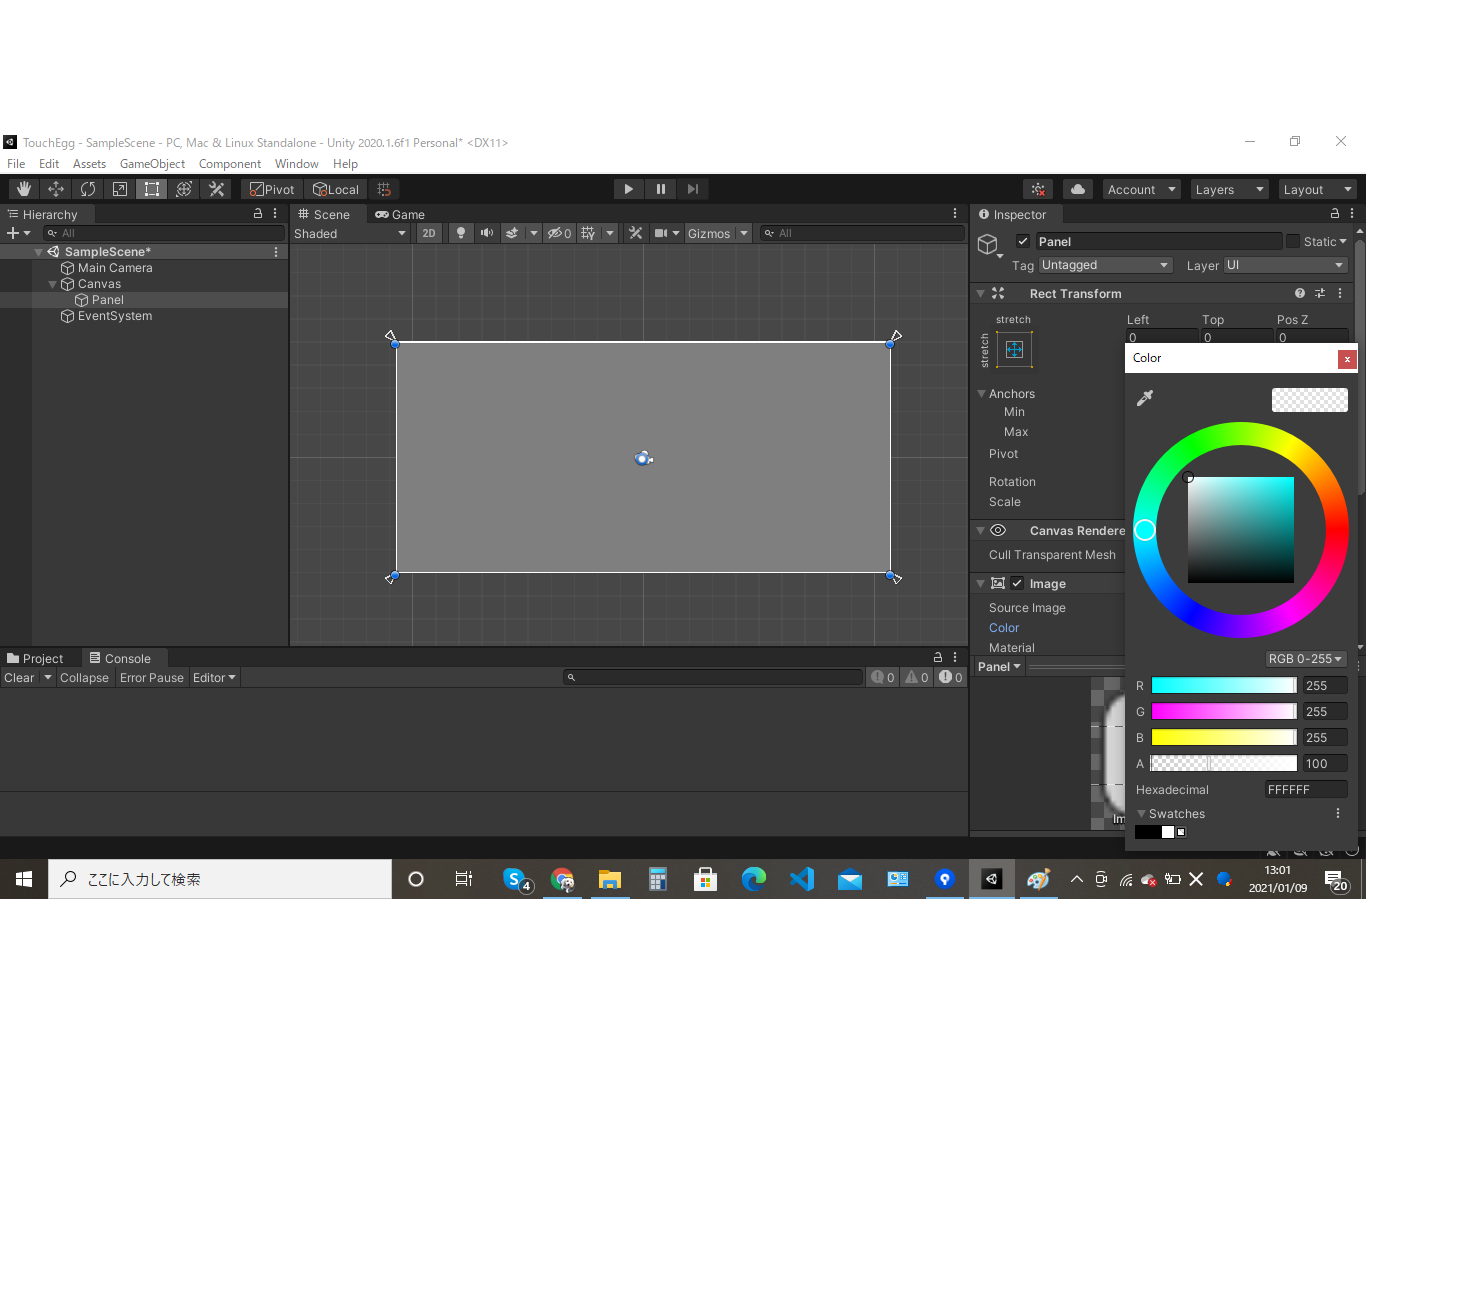 TouchEgg - SampleScene - PC, Mac & Linux Standalone - Unity 2020.1.6f1 Personal* <DX11>
File Edit Assets GameObject Component Window Help
Pivot Local Account Layers Layout
Hierarchy
All
SampleScene*
Main Camera
Canvas
Panel
EventSystem
Scene Game
Shaded 2D 0 Gizmos All
Inspector
Panel Static
Tag Untagged Layer UI
Rect Transform
stretch Left Top Pos Z
stretch 0 0 0
Anchors
Min
Max
Pivot
Rotation
Scale
Canvas Rendere
Cull Transparent Mesh
Image
Source Image
Color
Material
Panel
Im
Color x
RGB 0-255
R 255
G 255
B 255
A 100
Hexadecimal FFFFFF
Swatches
Project Console
Clear Collapse Error Pause Editor 0 0 0
ここに入力して検索
S 4
13:01
2021/01/09
20